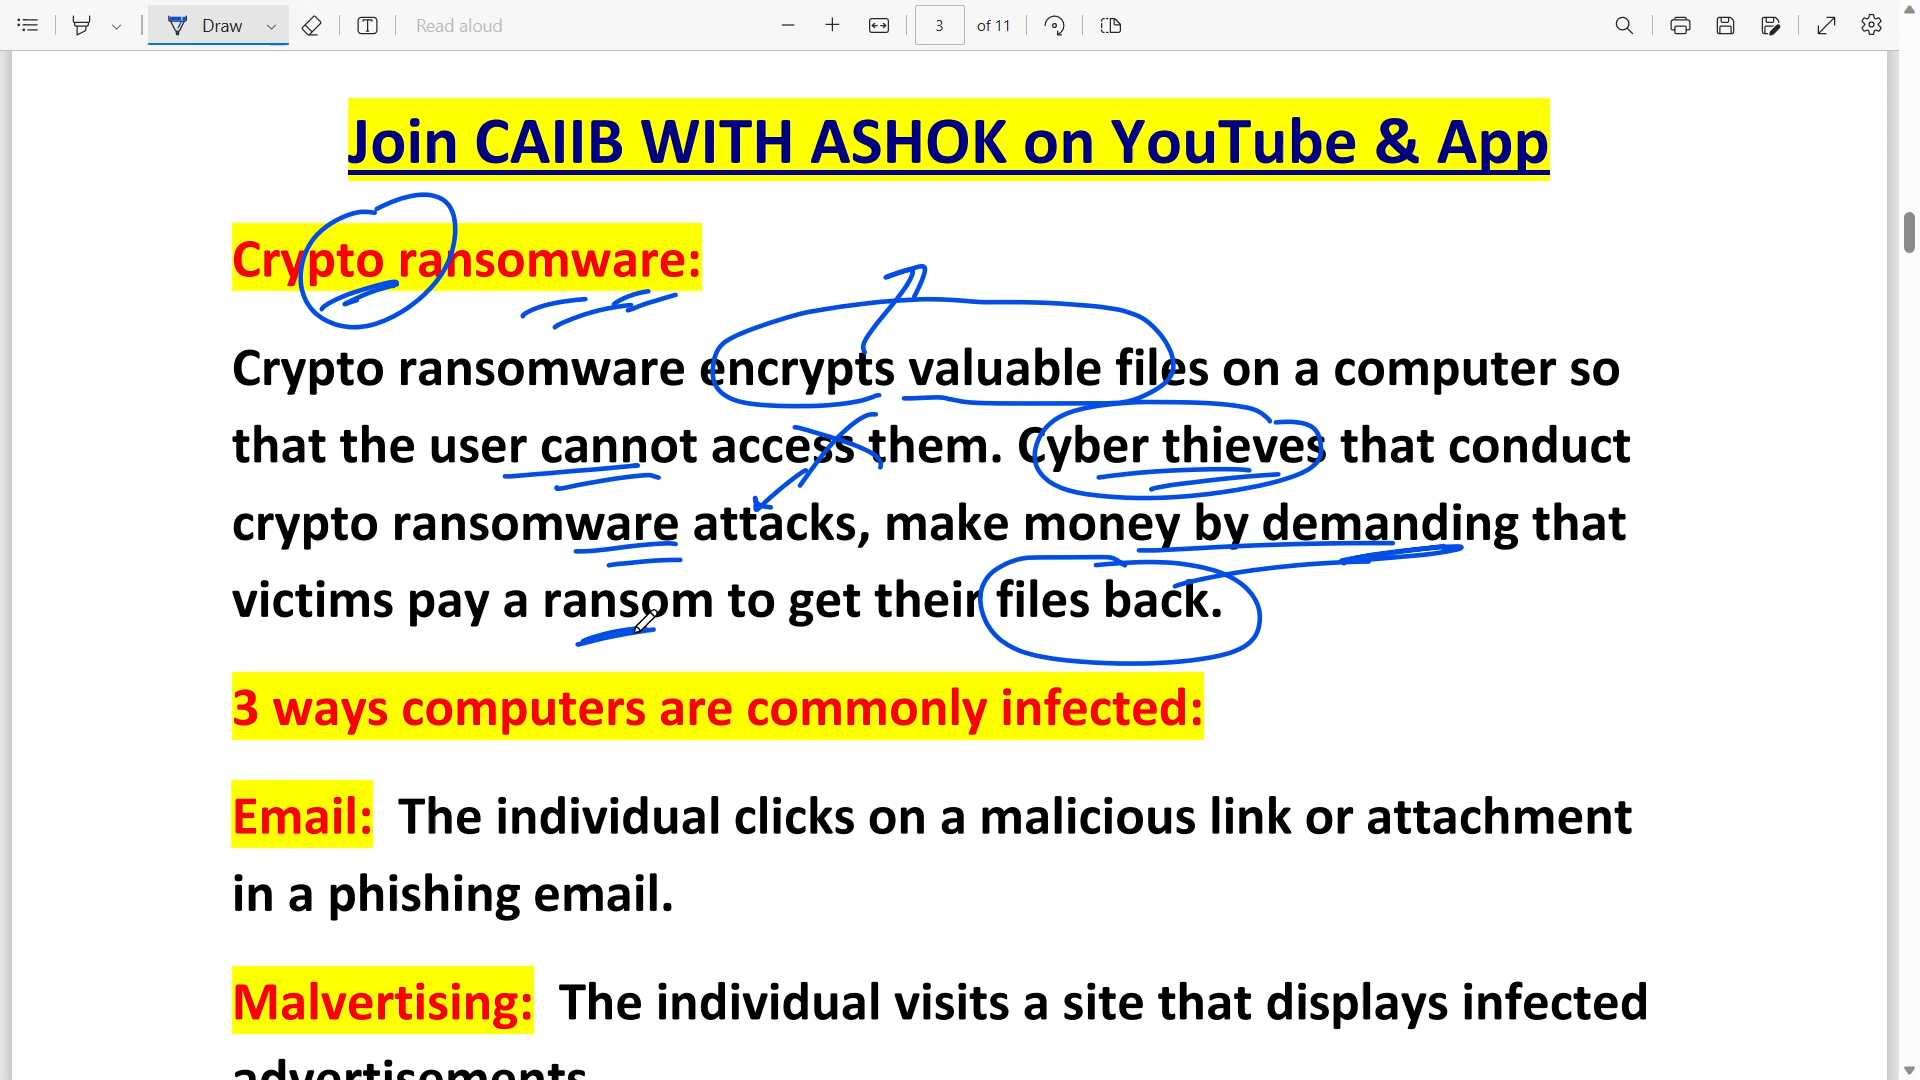 Draw
Read aloud
3
of 11
Join CAIIB WITH ASHOK on YouTube & App
Crypto ransomware:
Crypto ransomware encrypts valuable files on a computer so
that the user cannot access them. Cyber thieves that conduct
crypto ransomware attacks, make money by demanding that
victims pay a ransom to get their files back.
3 ways computers are commonly infected:
Email: The individual clicks on a malicious link or attachment
in a phishing email.
Malvertising: The individual visits a site that displays infected
advertisements